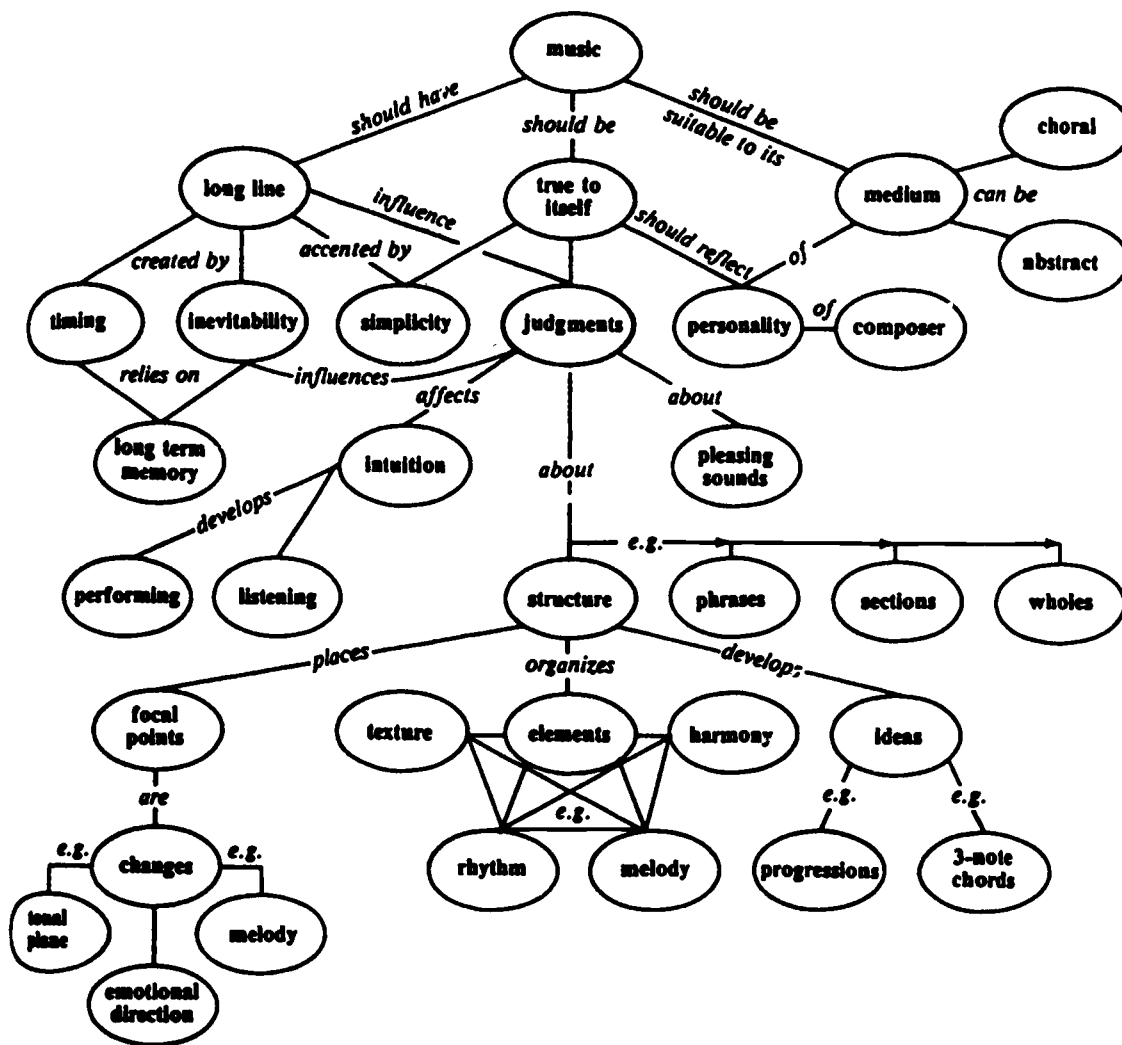 music
should have
should be
should be
suitable to its
choral
long line
true to
itself
medium
can be
influence
should reflect
of
abstract
created by
accented by
timing
inevitability
simplicity
judgments
personality
of
composer
relies on
influences
affects
about
long term
memory
intuition
about
pleasing
sounds
develops
e.g.
performing
listening
structure
phrases
sections
wholes
places
organizes
develops
focal
points
texture
elements
harmony
ideas
are
e.g.
e.g.
e.g.
e.g.
changes
e.g.
rhythm
melody
progressions
3-note
chords
tonal
plane
melody
emotional
direction